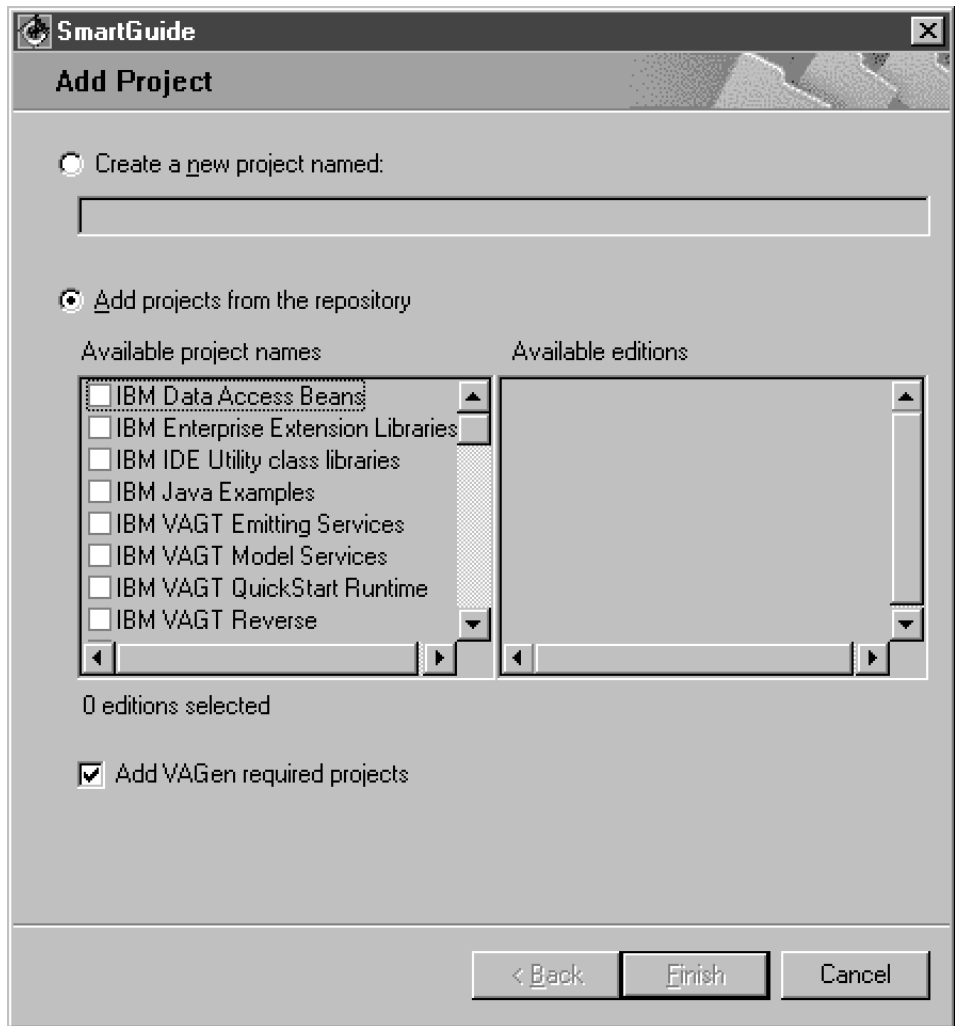 SmartGuide
Add Project
Create a new project named:
Add projects from the repository
Available project names
Available editions
IBM Data Access Beans
IBM Enterprise Extension Libraries
IBM IDE Utility class libraries
IBM Java Examples
IBM VAGT Emitting Services
IBM VAGT Model Services
IBM VAGT QuickStart Runtime
IBM VAGT Reverse
0 editions selected
Add VAGen required projects
< Back
Finish
Cancel